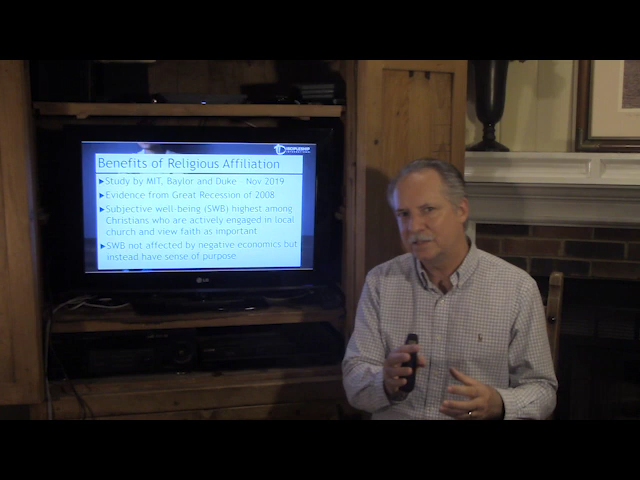 DISCIPLESHIP
Benefits of Religious Affiliation
►Study by MIT, Baylor and Duke – Nov 2019
►Evidence from Great Recession of 2008
►Subjective well-being (SWB) highest among
Christians who are actively engaged in local
church and view faith as important.
►SWB not affected by negative economics but
instead have sense of purpose
LG